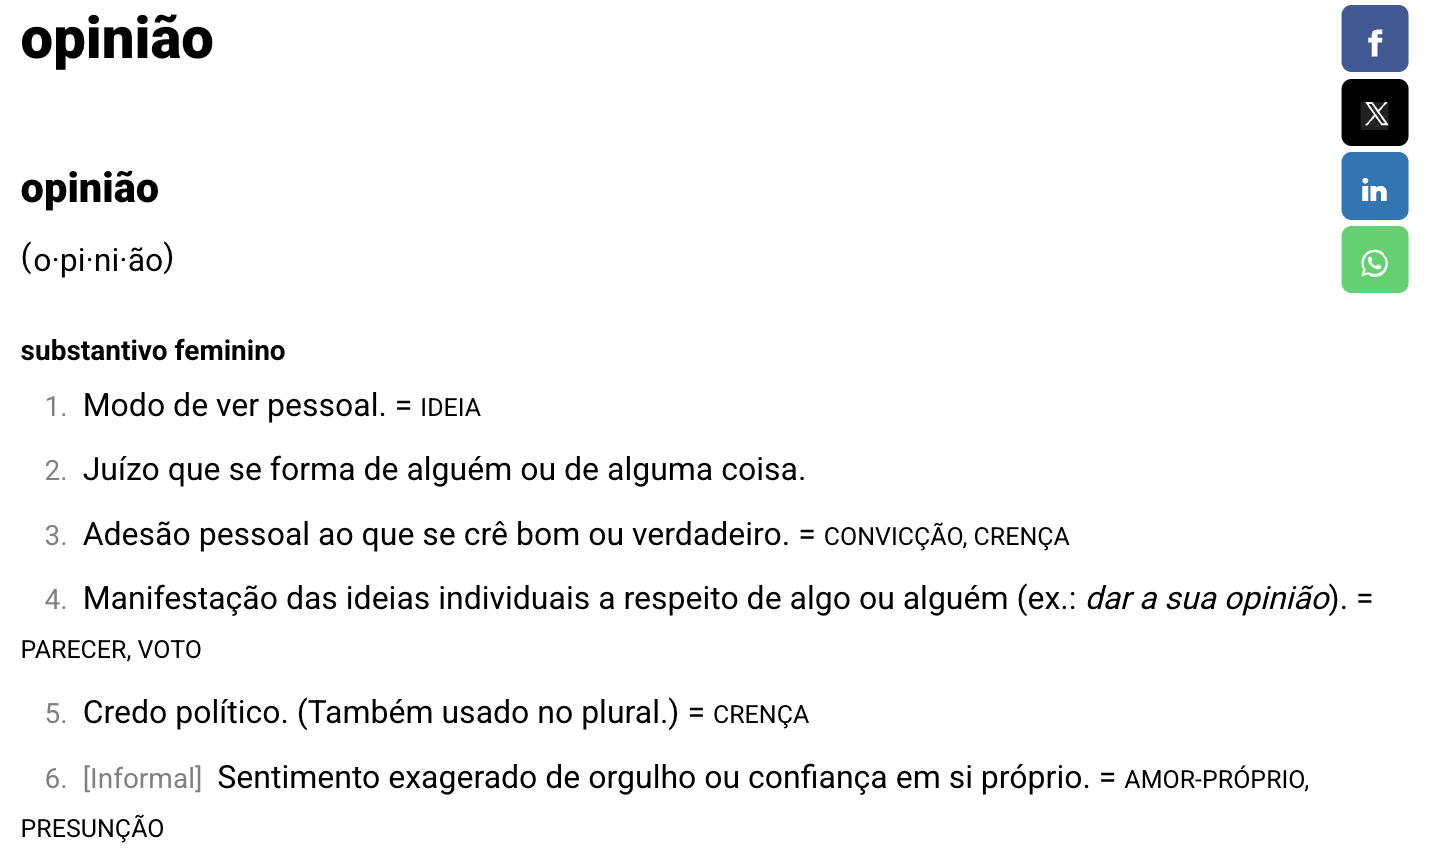 opinião
opinião
(o·pi·ni·ão)
substantivo feminino
1. Modo de ver pessoal. = IDEIA
2. Juízo que se forma de alguém ou de alguma coisa.
3. Adesão pessoal ao que se crê bom ou verdadeiro. = CONVICÇÃO, CRENÇA
4. Manifestação das ideias individuais a respeito de algo ou alguém (ex.: dar a sua opinião). =
PARECER, VOTO
5. Credo político. (Também usado no plural.) = CRENÇA
6. [Informal] Sentimento exagerado de orgulho ou confiança em si próprio. = AMOR-PRÓPRIO,
PRESUNÇÃO
f
X
in